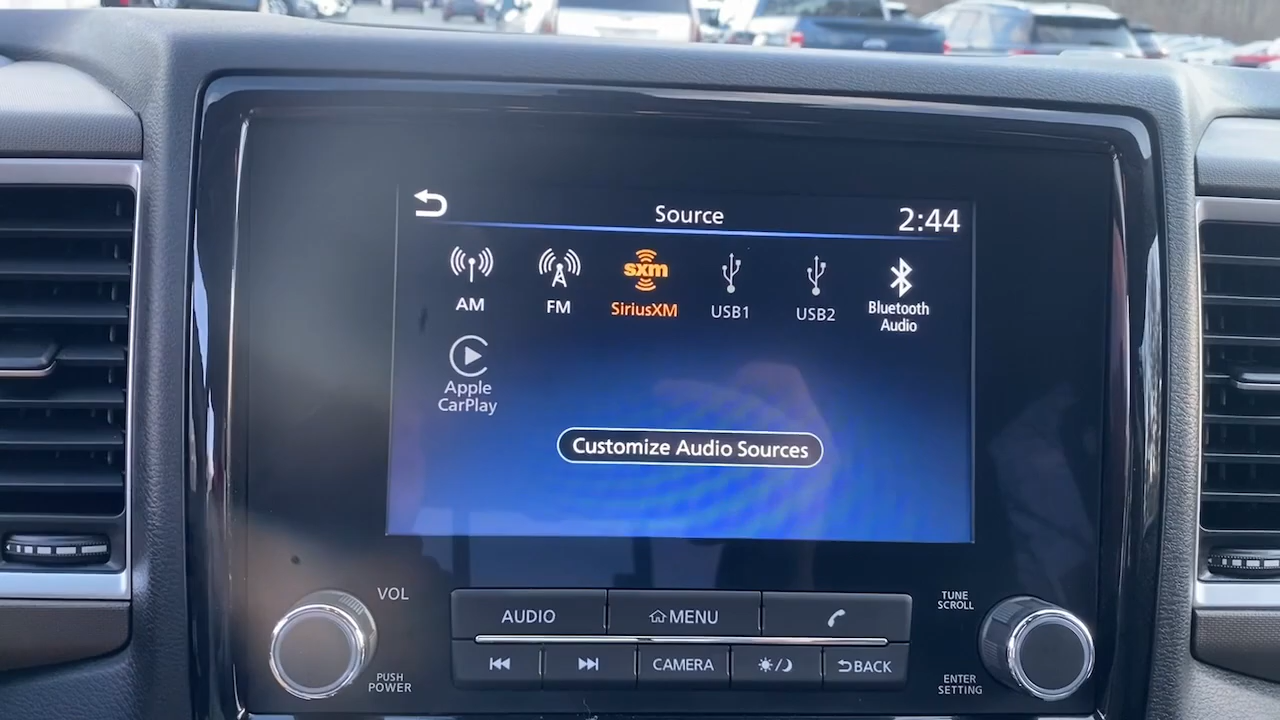 Source
2:44
AM
FM
sxm
SiriusXM
USB1
USB2
Bluetooth
Audio
Apple
CarPlay
Customize Audio Sources
VOL
AUDIO
MENU
TUNE
SCROLL
PUSH
POWER
CAMERA
BACK
ENTER
SETTING